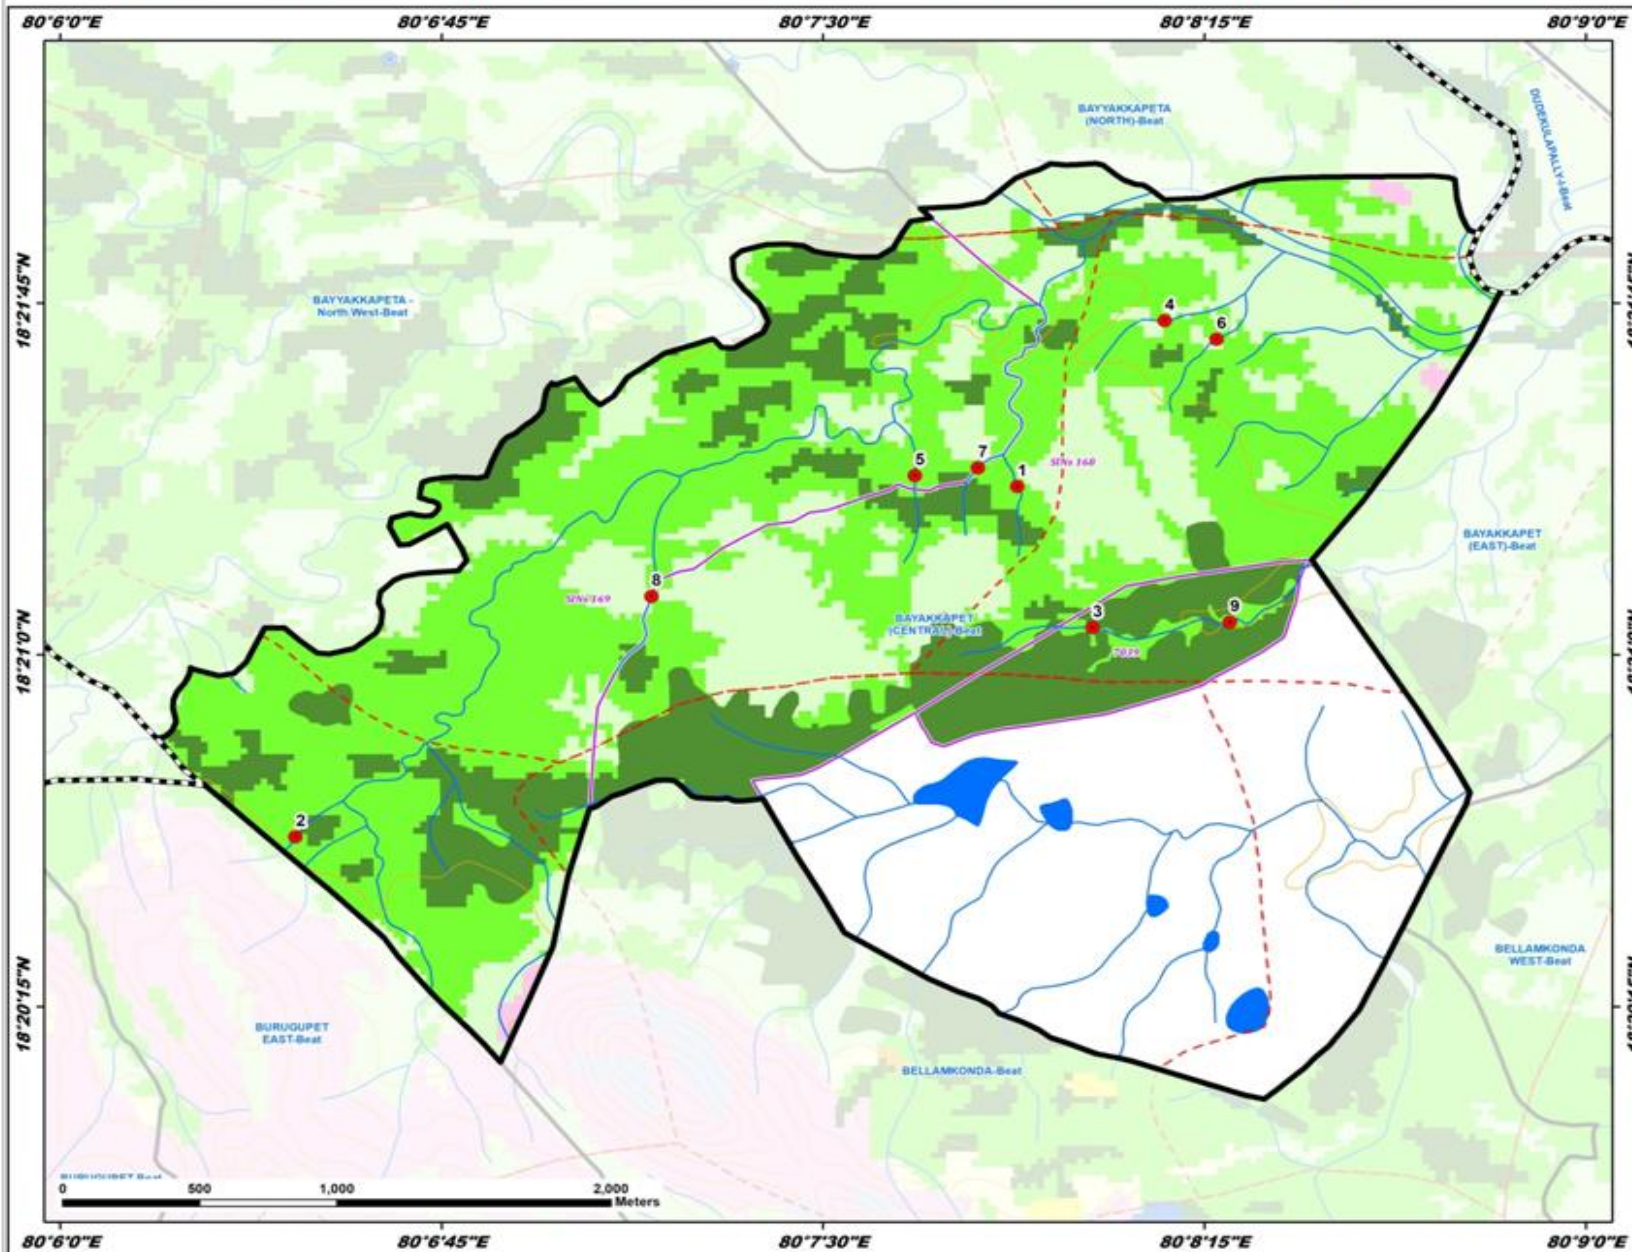 80°6'0"E
80°6'45"E
80°7'30"E
80°8'15"E
80°9'0"E
BAYYAKKAPETA
(NORTH)-Beat
DUDEKULAPALLY-I-Beat
18°21'45"N
BAYYAKKAPETA -
North West-Beat
4
6
5
7
1
SlNo 168
BAYAKKAPET
(EAST)-Beat
8
SlNo 169
BAYAKKAPET
(CENTRAL)-Beat
3
9
7039
18°21'0"N
2
BELLAMKONDA
WEST-Beat
18°20'15"N
BURUGUPET
EAST-Beat
BELLAMKONDA-Beat
0
500
1,000
2,000
Meters
80°6'0"E
80°6'45"E
80°7'30"E
80°8'15"E
80°9'0"E